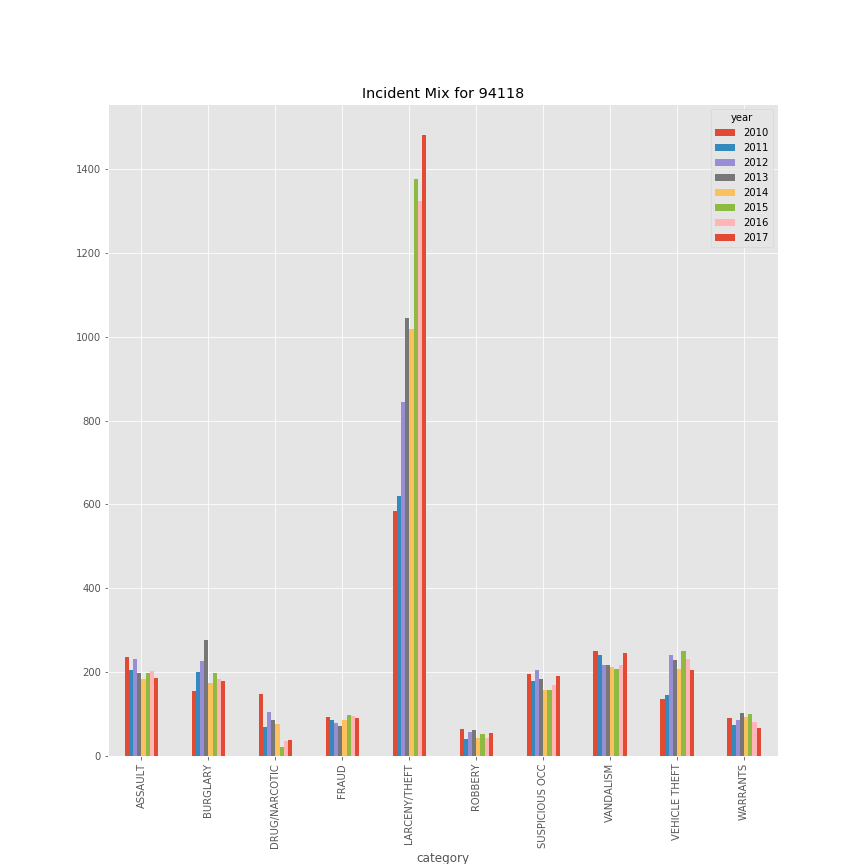 Incident Mix for 94118
year
2010
2011
2012
2013
2014
2015
2016
2017
1400
1200
1000
800
600
400
200
0
ASSAULT
BURGLARY
DRUG/NARCOTIC
FRAUD
LARCENY/THEFT
ROBBERY
SUSPICIOUS OCC
VANDALISM
VEHICLE THEFT
WARRANTS
category